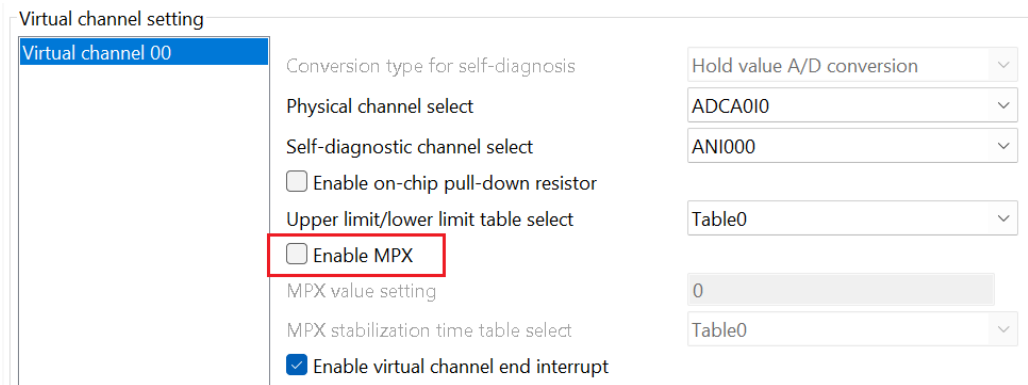 Virtual channel setting
Virtual channel 00
Conversion type for self-diagnosis Hold value A/D conversion
Physical channel select ADCA0I0
Self-diagnostic channel select ANI000
Enable on-chip pull-down resistor
Upper limit/lower limit table select Table0
Enable MPX
MPX value setting 0
MPX stabilization time table select Table0
Enable virtual channel end interrupt